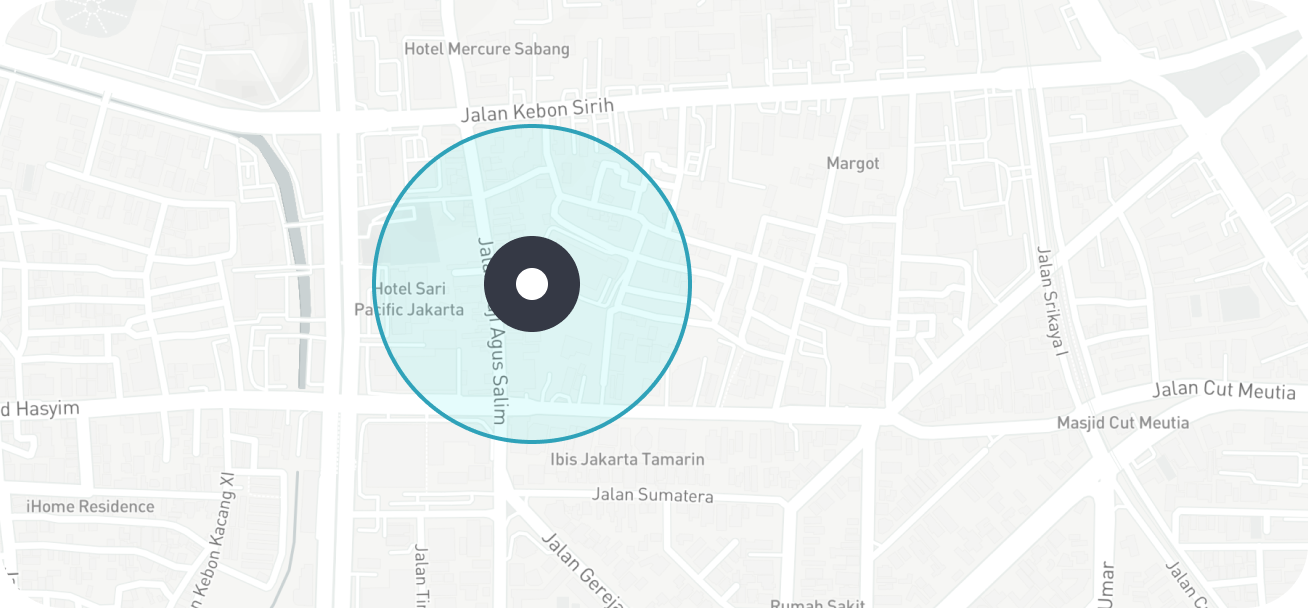 Hotel Mercure Sabang
Jalan Kebon Sirih
Margot
Hotel Sari
Pacific Jakarta
Agus Salim
Jalan Srikaya I
Jalan Cut Meutia
Masjid Cut Meutia
d Hasyim
Ibis Jakarta Tamarin
Jalan Sumatera
iHome Residence
n Kebon Kacang XI
Jalan
Jalan Gereja
Rumah Sakit
Umar
Jalan C